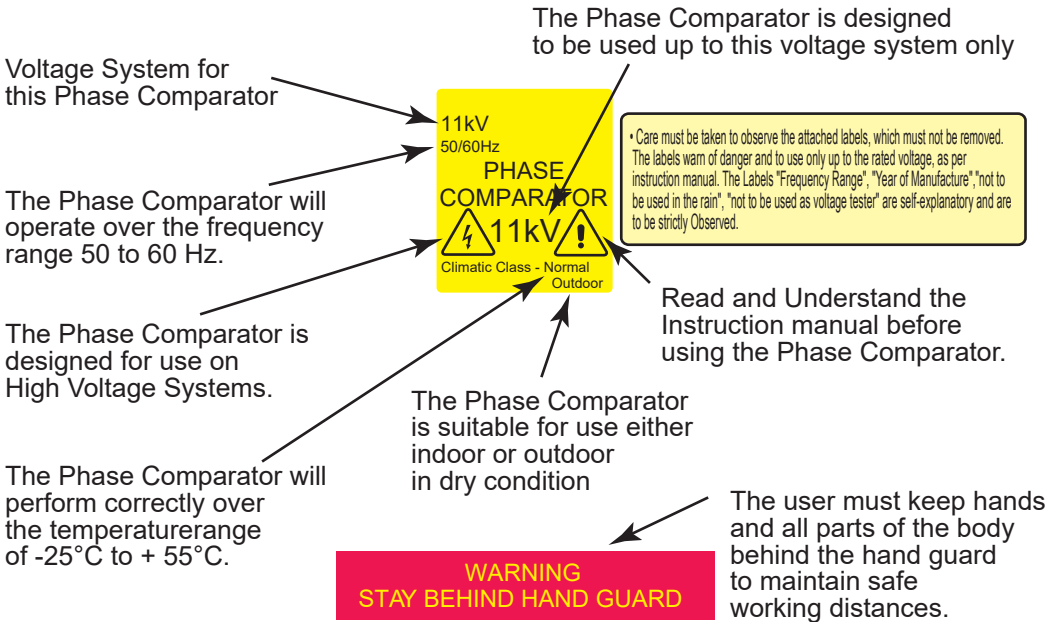 The Phase Comparator is designed
to be used up to this voltage system only
Voltage System for
this Phase Comparator
11kV
50/60Hz
PHASE
COMPARATOR
11kV
Climatic Class - Normal
Outdoor
• Care must be taken to observe the attached labels, which must not be removed.
The labels warn of danger and to use only up to the rated voltage, as per
instruction manual. The Labels "Frequency Range", "Year of Manufacture","not to
be used in the rain", "not to be used as voltage tester" are self-explanatory and are
to be strictly Observed.
The Phase Comparator will
operate over the frequency
range 50 to 60 Hz.
Read and Understand the
Instruction manual before
using the Phase Comparator.
The Phase Comparator is
designed for use on
High Voltage Systems.
The Phase Comparator
is suitable for use either
indoor or outdoor
in dry condition
The Phase Comparator will
perform correctly over
the temperaturerange
of -25°C to + 55°C.
The user must keep hands
and all parts of the body
behind the hand guard
to maintain safe
working distances.
WARNING
STAY BEHIND HAND GUARD